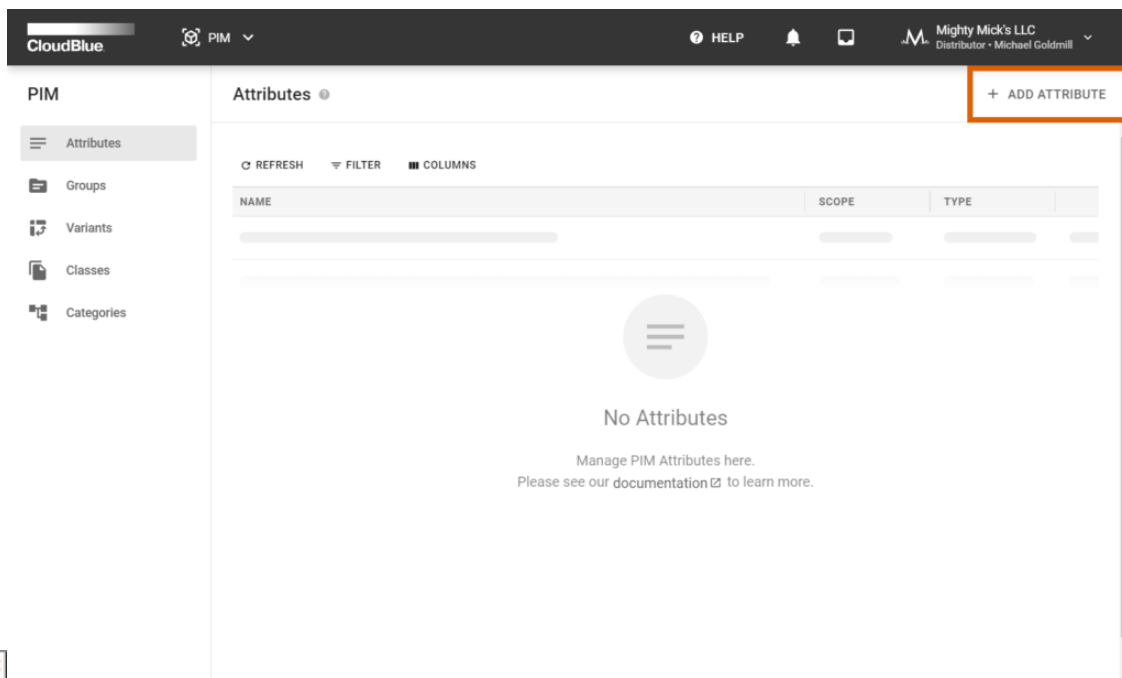 CloudBlue
PIM
HELP
Mighty Mick's LLC
Distributor • Michael Goldmill
PIM
Attributes
+ ADD ATTRIBUTE
Attributes
Groups
Variants
Classes
Categories
REFRESH FILTER COLUMNS
NAME SCOPE TYPE
No Attributes
Manage PIM Attributes here.
Please see our documentation to learn more.